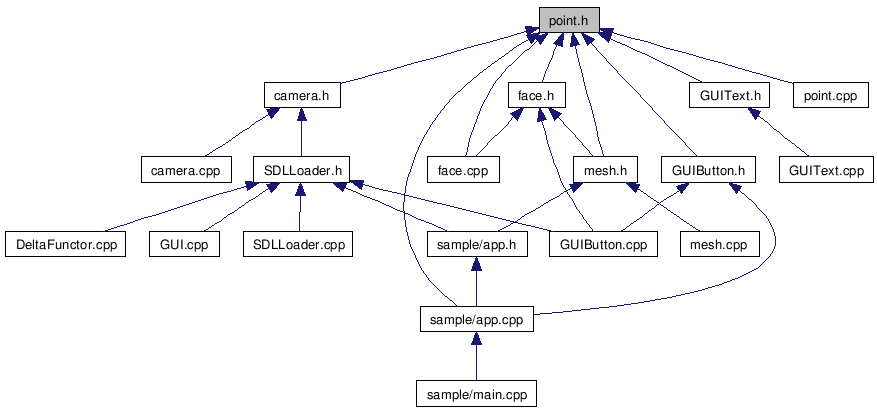 point.h
camera.h
face.h
GUIText.h
point.cpp
camera.cpp
SDLLoader.h
face.cpp
mesh.h
GUIButton.h
GUIText.cpp
DeltaFunctor.cpp
GUI.cpp
SDLLoader.cpp
sample/app.h
GUIButton.cpp
mesh.cpp
sample/app.cpp
sample/main.cpp